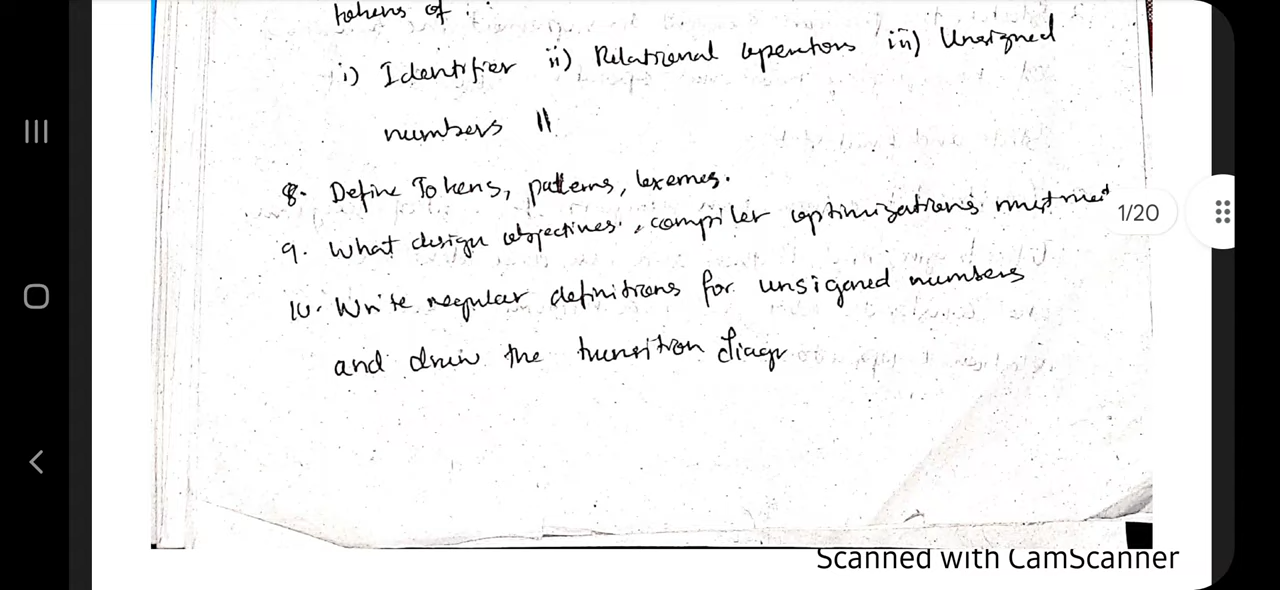 tokens of :
i) Identifier ii) Relational operators iii) Unsigned
numbers
8. Define Tokens, patterns, lexemes.
9. What design objectives, compiler optimizations must meet
10. Write regular definitions for unsigened numbers
and draw the transition diagr
1/20
Scanned with CamScanner